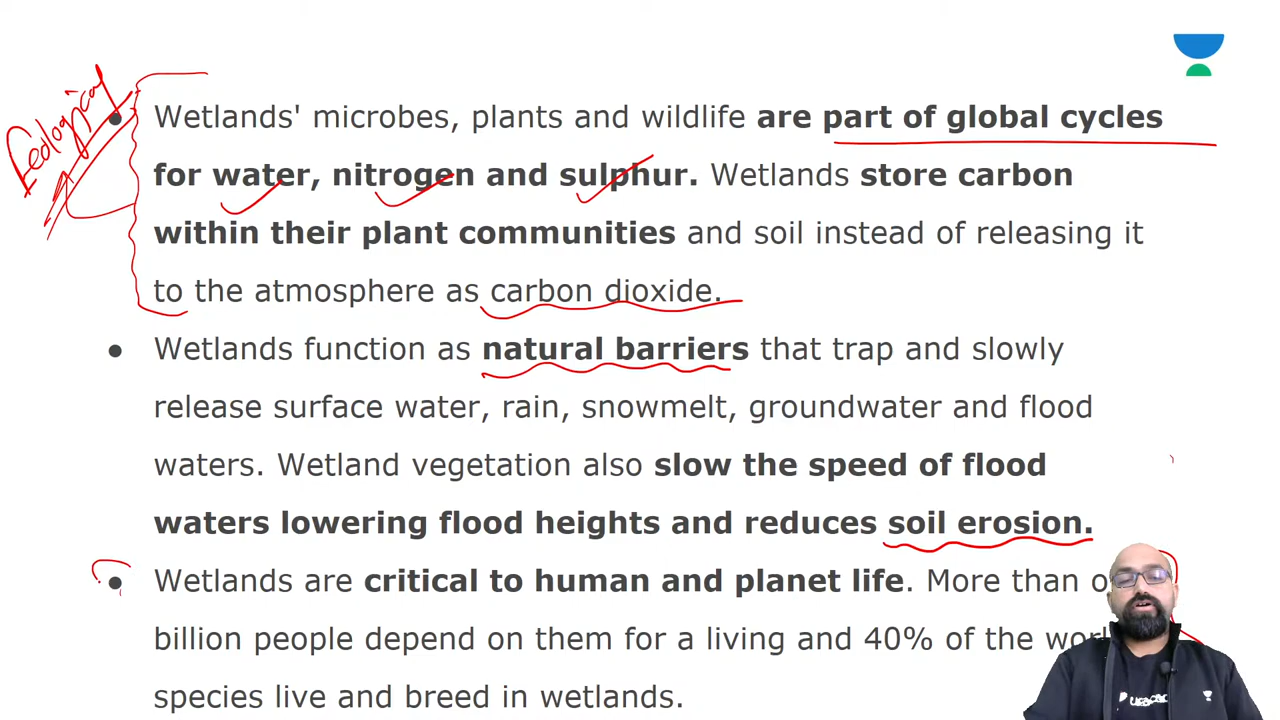 Ecological
Wetlands' microbes, plants and wildlife are part of global cycles
for water, nitrogen and sulphur. Wetlands store carbon
within their plant communities and soil instead of releasing it
to the atmosphere as carbon dioxide.
Wetlands function as natural barriers that trap and slowly
release surface water, rain, snowmelt, groundwater and flood
waters. Wetland vegetation also slow the speed of flood
waters lowering flood heights and reduces soil erosion.
Wetlands are critical to human and planet life. More than
billion people depend on them for a living and 40% of the
species live and breed in wetlands.